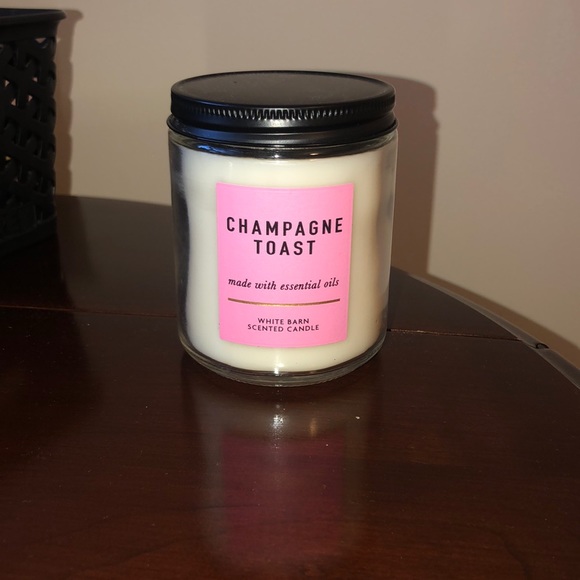 CHAMPAGNE
TOAST
made with essential oils
WHITE BARN
SCENTED CANDLE